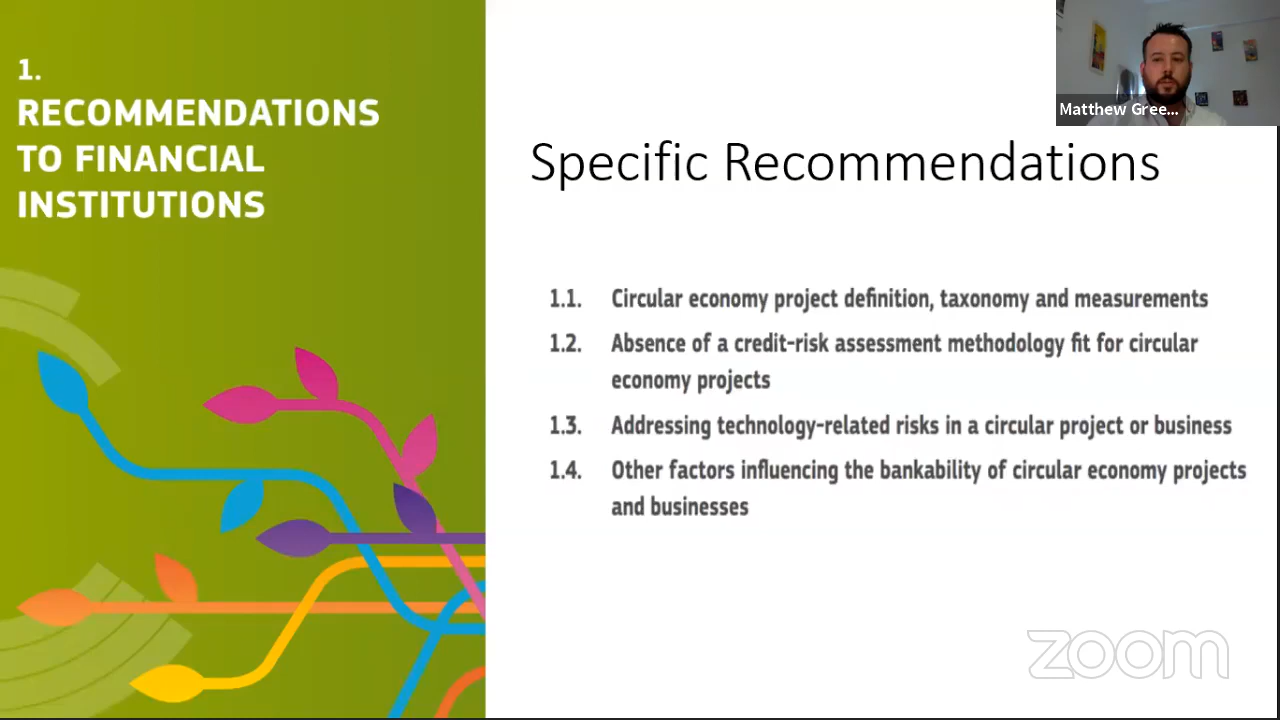 1.
RECOMMENDATIONS
TO FINANCIAL
INSTITUTIONS
Matthew Gree...
Specific Recommendations
1.1. Circular economy project definition, taxonomy and measurements
1.2. Absence of a credit-risk assessment methodology fit for circular
economy projects
1.3. Addressing technology-related risks in a circular project or business
1.4. Other factors influencing the bankability of circular economy projects
and businesses
zoom